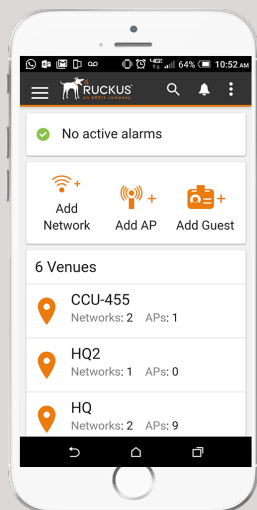 64% 10:52 AM
RUCKUS
an ARRIS company
No active alarms
Add
Network
Add AP
Add Guest
6 Venues
CCU-455
Networks: 2 APs: 1
HQ2
Networks: 1 APs: 0
HQ
Networks: 2 APs: 9